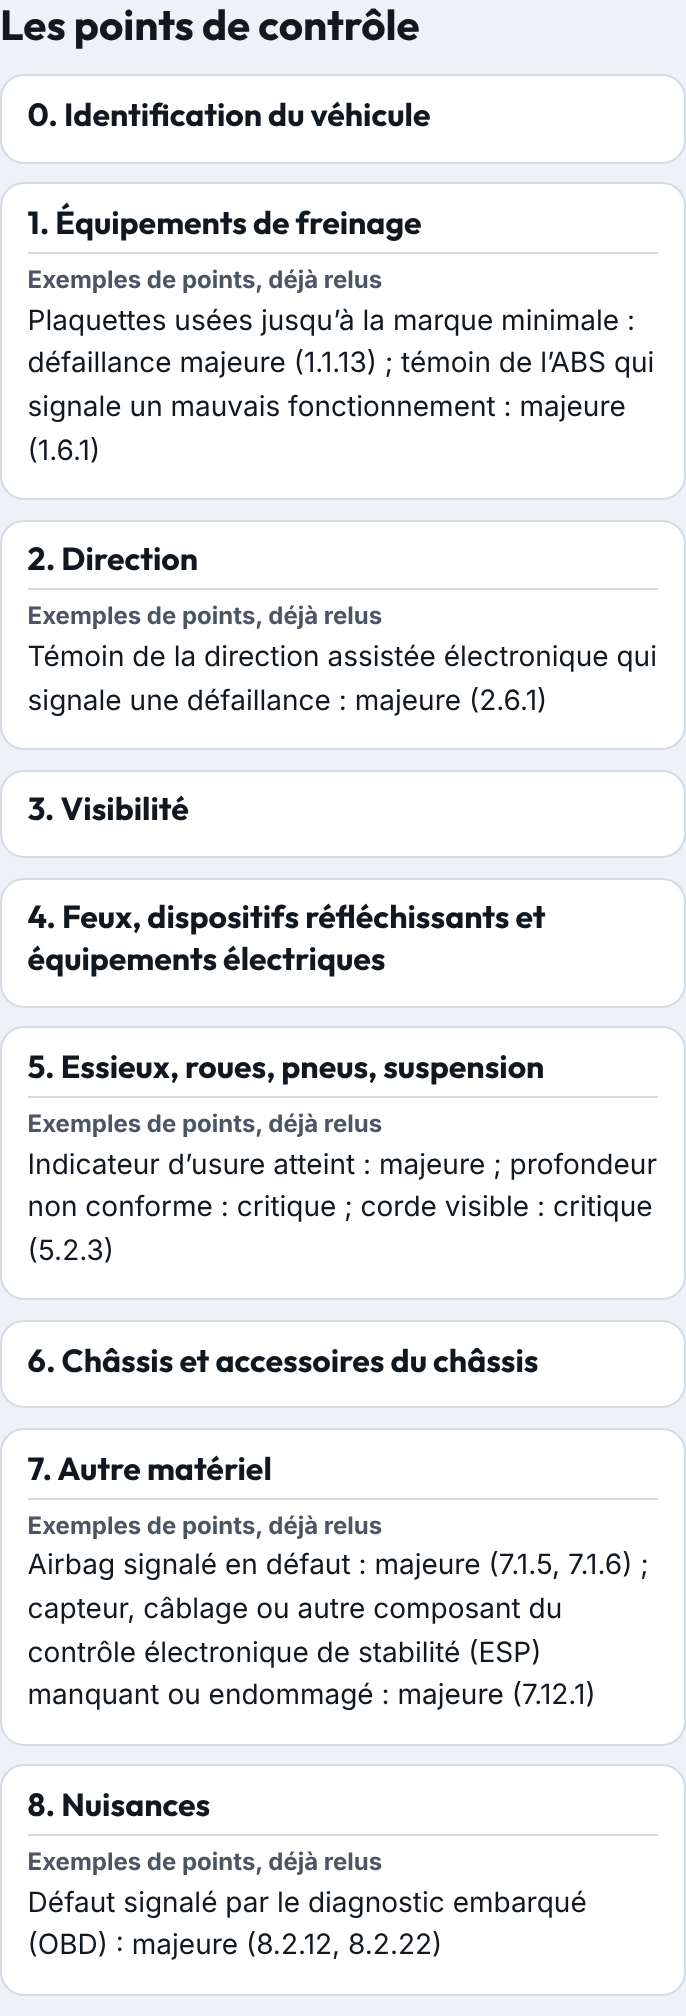 Les points de contrôle
0. Identification du véhicule
1. Équipements de freinage
Exemples de points, déjà relus
Plaquettes usées jusqu’à la marque minimale :
défaillance majeure (1.1.13) ; témoin de l’ABS qui
signale un mauvais fonctionnement : majeure
(1.6.1)
2. Direction
Exemples de points, déjà relus
Témoin de la direction assistée électronique qui
signale une défaillance : majeure (2.6.1)
3. Visibilité
4. Feux, dispositifs réfléchissants et
équipements électriques
5. Essieux, roues, pneus, suspension
Exemples de points, déjà relus
Indicateur d’usure atteint : majeure ; profondeur
non conforme : critique ; corde visible : critique
(5.2.3)
6. Châssis et accessoires du châssis
7. Autre matériel
Exemples de points, déjà relus
Airbag signalé en défaut : majeure (7.1.5, 7.1.6) ;
capteur, câblage ou autre composant du
contrôle électronique de stabilité (ESP)
manquant ou endommagé : majeure (7.12.1)
8. Nuisances
Exemples de points, déjà relus
Défaut signalé par le diagnostic embarqué
(OBD) : majeure (8.2.12, 8.2.22)